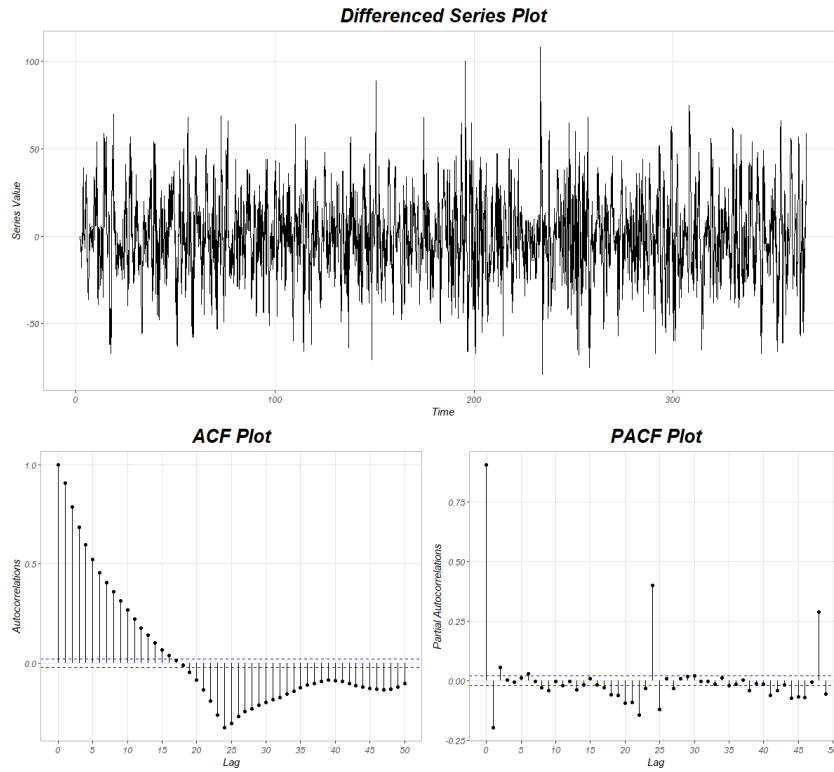 Differenced Series Plot
100
50
0
-50
Series Value
0
100
200
300
Time
ACF Plot
1.0
0.5
0.0
Autocorrelations
0 5 10 15 20 25 30 35 40 45 50
Lag
PACF Plot
0.75
0.50
0.25
0.00
-0.25
Partial Autocorrelations
0 5 10 15 20 25 30 35 40 45 50
Lag